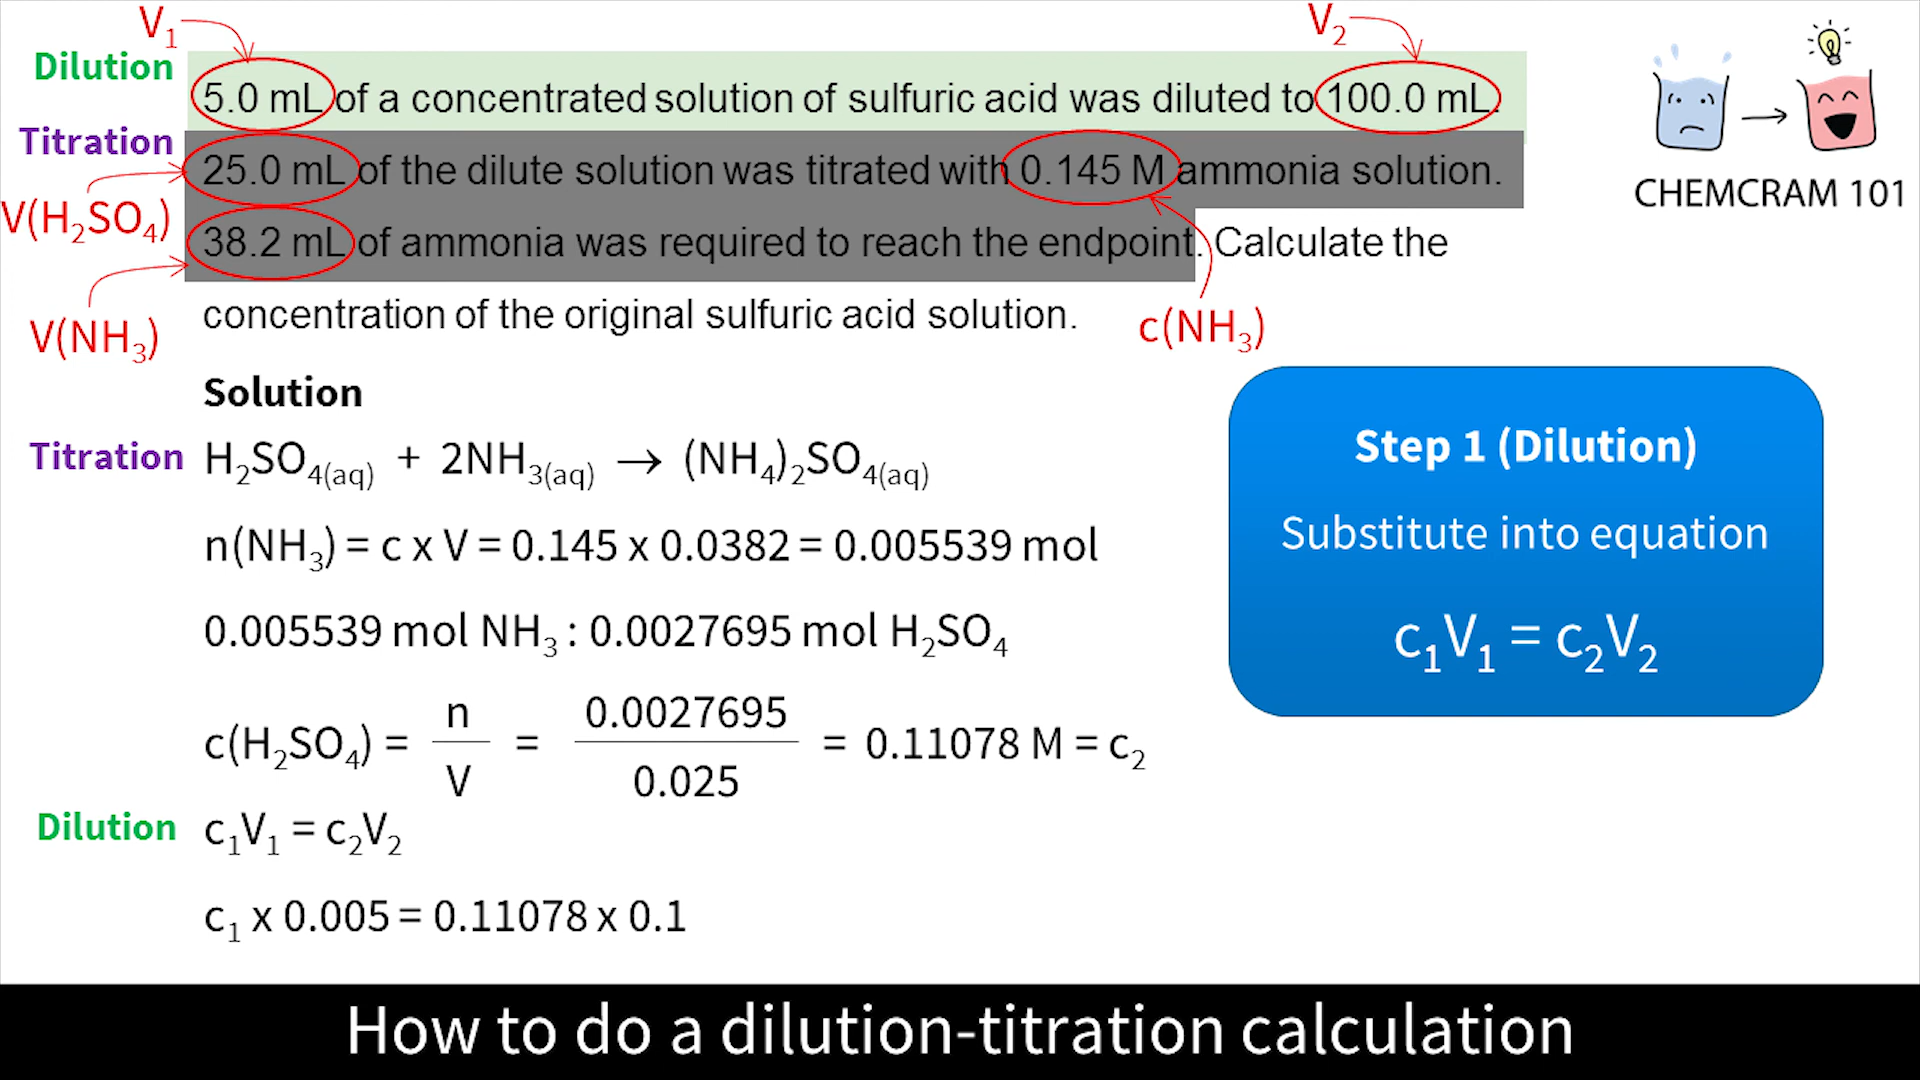 V₁
V₂
Dilution
5.0 mL of a concentrated solution of sulfuric acid was diluted to 100.0 mL.
Titration
25.0 mL of the dilute solution was titrated with 0.145 M ammonia solution.
V(H₂SO₄)
38.2 mL of ammonia was required to reach the endpoint. Calculate the
concentration of the original sulfuric acid solution.
V(NH₃)
c(NH₃)
CHEMCRAM 101
Solution
Titration
H₂SO₄(aq) + 2NH₃(aq) → (NH₄)₂SO₄(aq)
n(NH₃) = c x V = 0.145 x 0.0382 = 0.005539 mol
0.005539 mol NH₃ : 0.0027695 mol H₂SO₄
c(H₂SO₄) = n/V = 0.0027695/0.025 = 0.11078 M = c₂
Dilution
c₁V₁ = c₂V₂
c₁ x 0.005 = 0.11078 x 0.1
Step 1 (Dilution)
Substitute into equation
c₁V₁ = c₂V₂
How to do a dilution-titration calculation